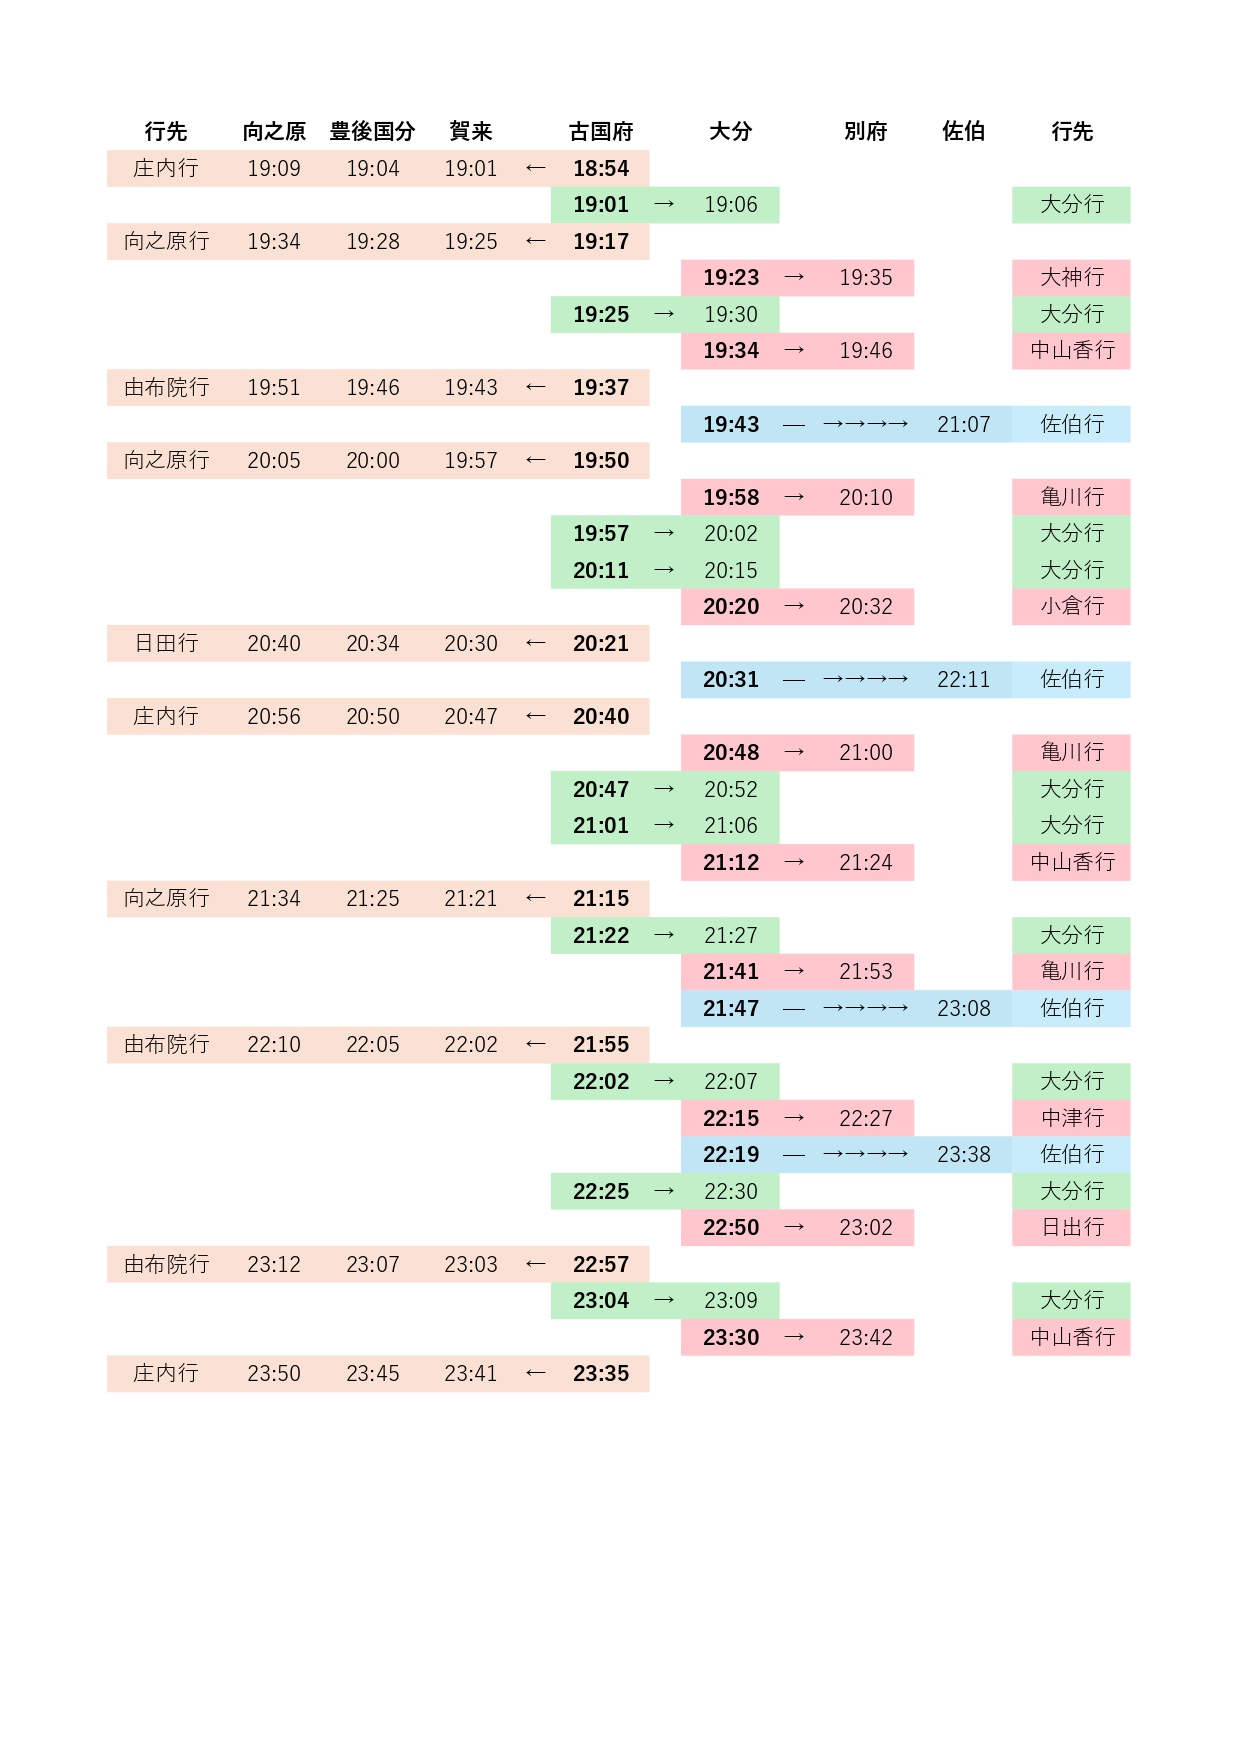 行先 向之原 豊後国分 賀来 古国府 大分 別府 佐伯 行先
庄内行 19:09 19:04 19:01 ← 18:54
19:01 → 19:06 大分行
向之原行 19:34 19:28 19:25 ← 19:17
19:23 → 19:35 大神行
19:25 → 19:30 大分行
19:34 → 19:46 中山香行
由布院行 19:51 19:46 19:43 ← 19:37
19:43 — →→→→ 21:07 佐伯行
向之原行 20:05 20:00 19:57 ← 19:50
19:58 → 20:10 亀川行
19:57 → 20:02 大分行
20:11 → 20:15 大分行
20:20 → 20:32 小倉行
日田行 20:40 20:34 20:30 ← 20:21
20:31 — →→→→ 22:11 佐伯行
庄内行 20:56 20:50 20:47 ← 20:40
20:48 → 21:00 亀川行
20:47 → 20:52 大分行
21:01 → 21:06 大分行
21:12 → 21:24 中山香行
向之原行 21:34 21:25 21:21 ← 21:15
21:22 → 21:27 大分行
21:41 → 21:53 亀川行
21:47 — →→→→ 23:08 佐伯行
由布院行 22:10 22:05 22:02 ← 21:55
22:02 → 22:07 大分行
22:15 → 22:27 中津行
22:19 — →→→→ 23:38 佐伯行
22:25 → 22:30 大分行
22:50 → 23:02 日出行
由布院行 23:12 23:07 23:03 ← 22:57
23:04 → 23:09 大分行
23:30 → 23:42 中山香行
庄内行 23:50 23:45 23:41 ← 23:35